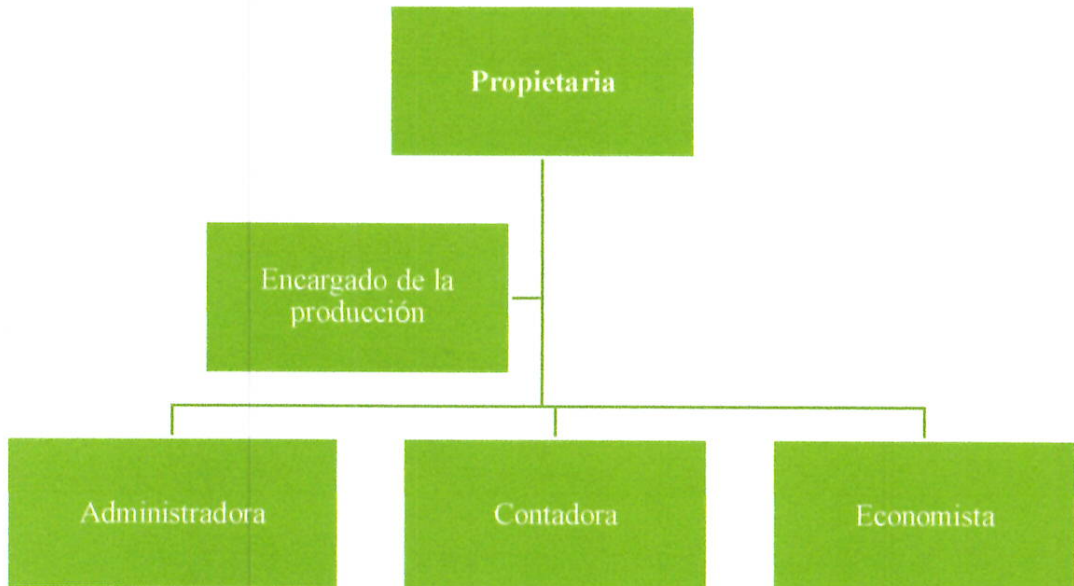 Propietaria
Encargado de la
producción
Administradora
Contadora
Economista